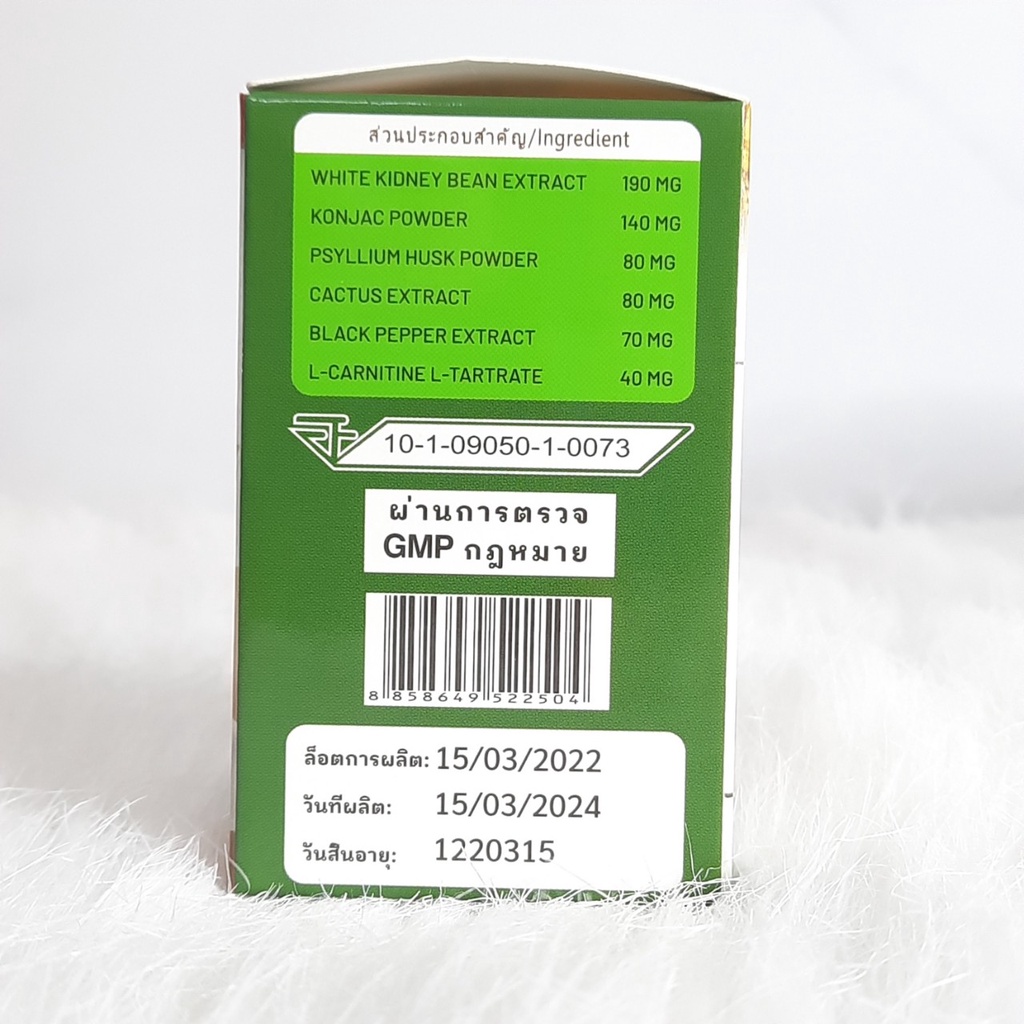 ส่วนประกอบสำคัญ/Ingredient
WHITE KIDNEY BEAN EXTRACT 190 MG
KONJAC POWDER 140 MG
PSYLLIUM HUSK POWDER 80 MG
CACTUS EXTRACT 80 MG
BLACK PEPPER EXTRACT 70 MG
L-CARNITINE L-TARTRATE 40 MG
10-1-09050-1-0073
ผ่านการตรวจ
GMP กฎหมาย
8 858649 522504
ล็อตการผลิต: 15/03/2022
วันที่ผลิต: 15/03/2024
วันสิ้นอายุ: 1220315